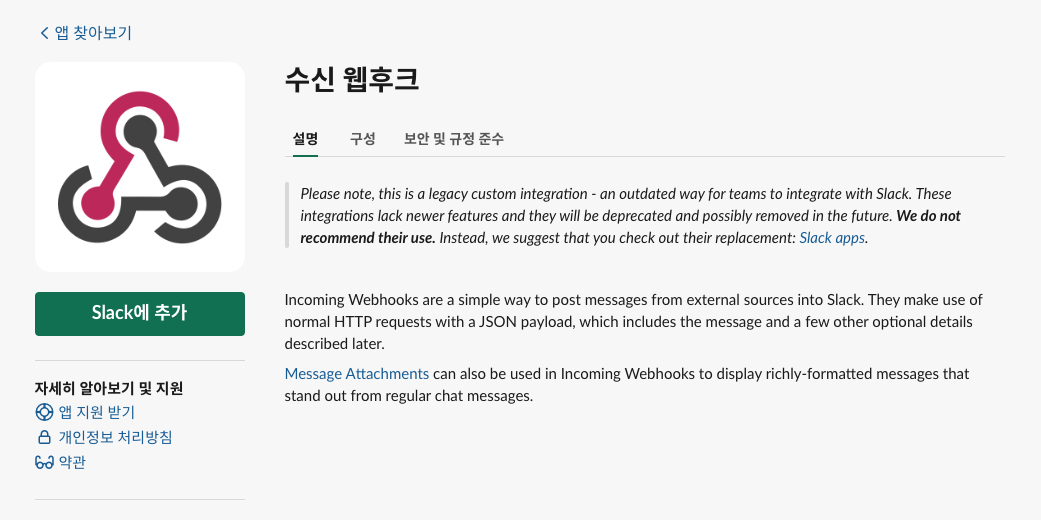 앱 찾아보기
수신 웹후크
설명 구성 보안 및 규정 준수
Please note, this is a legacy custom integration - an outdated way for teams to integrate with Slack. These
integrations lack newer features and they will be deprecated and possibly removed in the future. We do not
recommend their use. Instead, we suggest that you check out their replacement: Slack apps.
Slack에 추가
Incoming Webhooks are a simple way to post messages from external sources into Slack. They make use of
normal HTTP requests with a JSON payload, which includes the message and a few other optional details
described later.
Message Attachments can also be used in Incoming Webhooks to display richly-formatted messages that
stand out from regular chat messages.
자세히 알아보기 및 지원
앱 지원 받기
개인정보 처리방침
약관